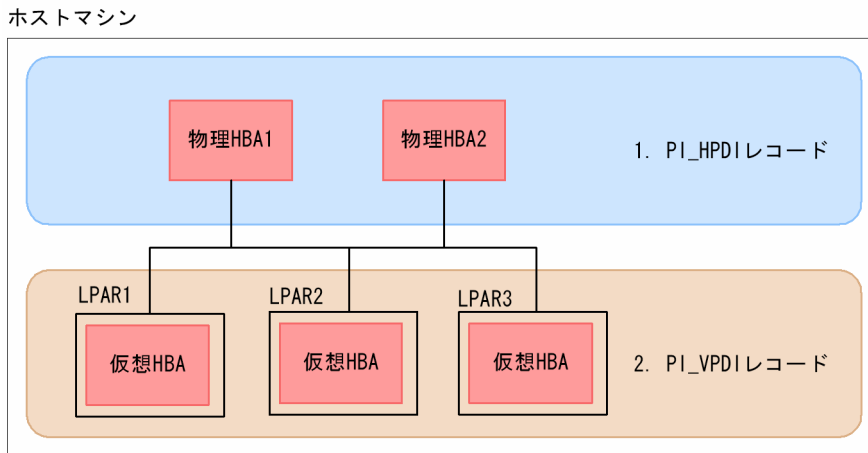 ホストマシン
物理HBA1
物理HBA2
1. PI_HPDIレコード
LPAR1
LPAR2
LPAR3
仮想HBA
仮想HBA
仮想HBA
2. PI_VPDIレコード